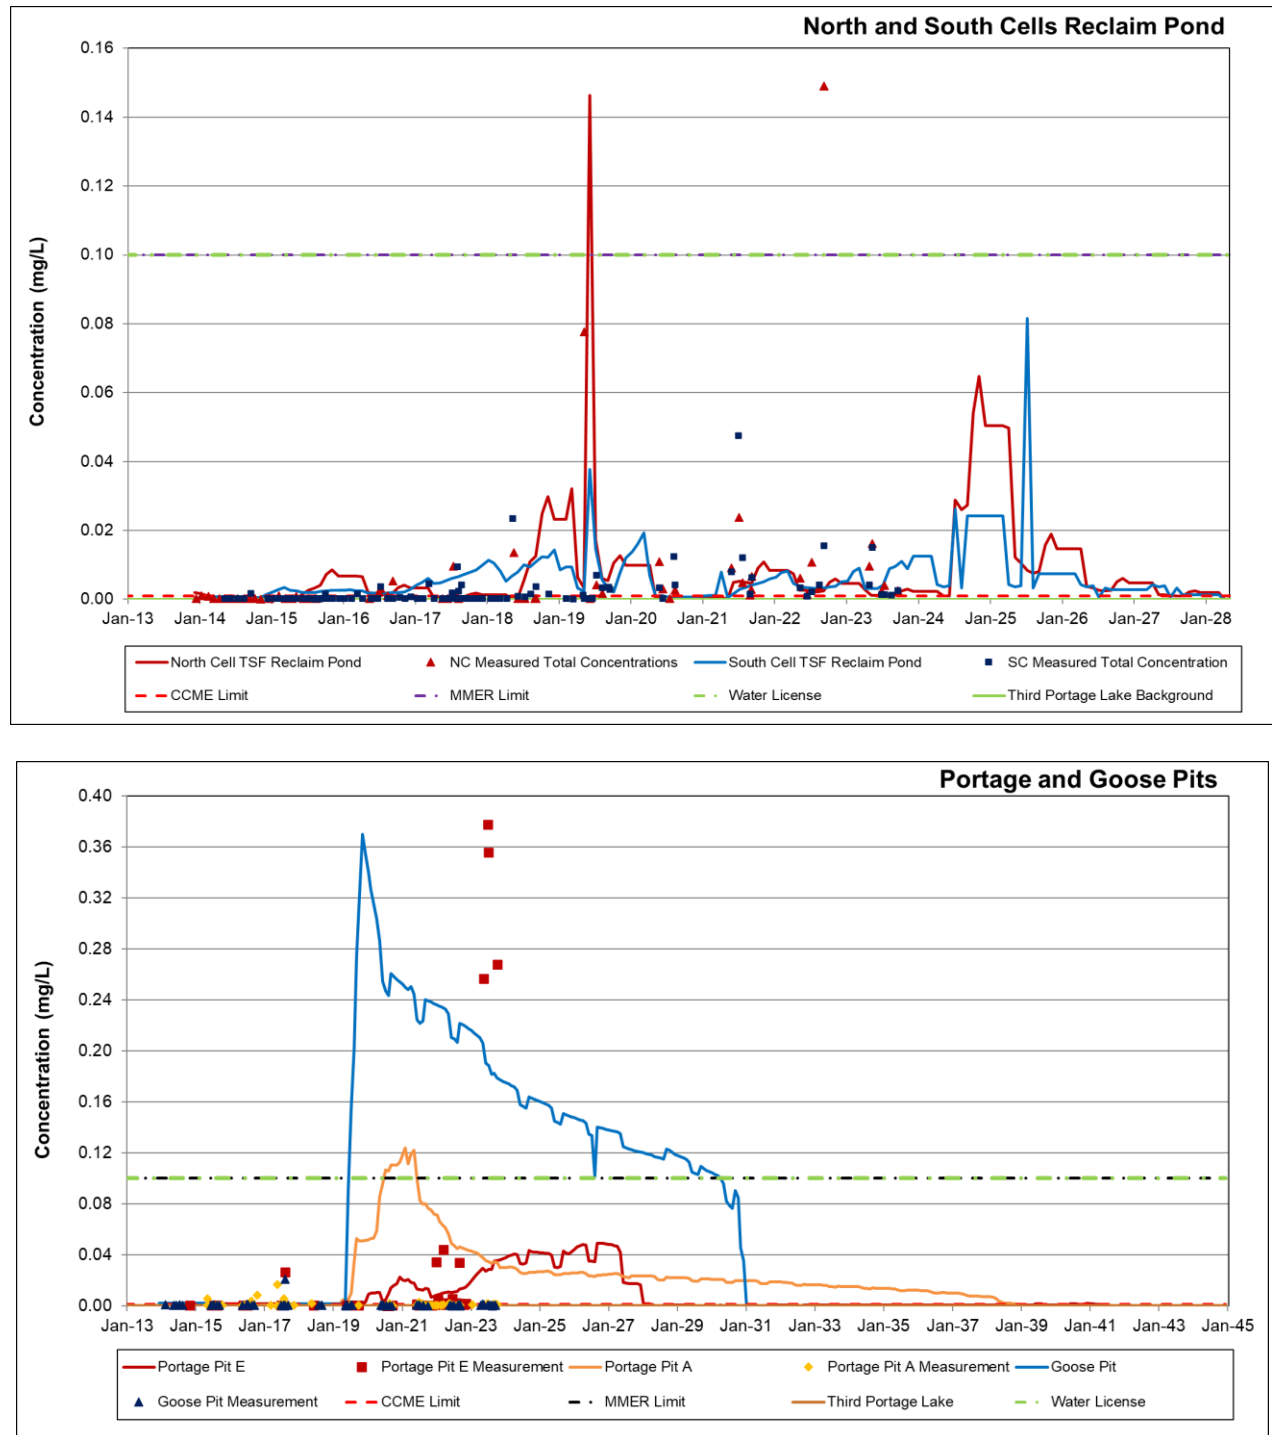 North and South Cells Reclaim Pond
0.16
0.14
0.12
0.10
0.08
0.06
0.04
0.02
0.00
Concentration (mg/L)
Jan-13 Jan-14 Jan-15 Jan-16 Jan-17 Jan-18 Jan-19 Jan-20 Jan-21 Jan-22 Jan-23 Jan-24 Jan-25 Jan-26 Jan-27 Jan-28
North Cell TSF Reclaim Pond NC Measured Total Concentrations South Cell TSF Reclaim Pond SC Measured Total Concentration
CCME Limit MMER Limit Water License Third Portage Lake Background
Portage and Goose Pits
0.40
0.36
0.32
0.28
0.24
0.20
0.16
0.12
0.08
0.04
0.00
Concentration (mg/L)
Jan-13 Jan-15 Jan-17 Jan-19 Jan-21 Jan-23 Jan-25 Jan-27 Jan-29 Jan-31 Jan-33 Jan-35 Jan-37 Jan-39 Jan-41 Jan-43 Jan-45
Portage Pit E Portage Pit E Measurement Portage Pit A Portage Pit A Measurement Goose Pit
Goose Pit Measurement CCME Limit MMER Limit Third Portage Lake Water License